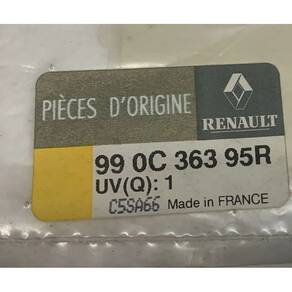 PIÈCES D'ORIGINE
RENAULT
99 0C 363 95R
UV(Q): 1
C5SA66 Made in FRANCE